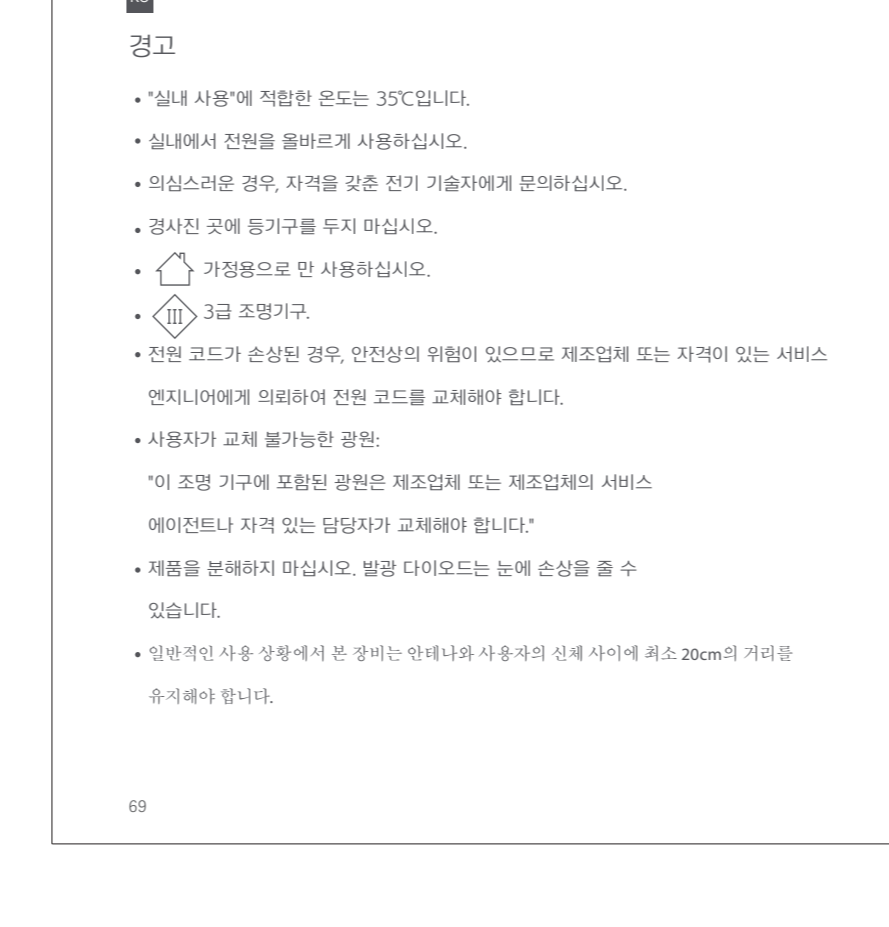 경고
• "실내 사용"에 적합한 온도는 35℃입니다.
• 실내에서 전원을 올바르게 사용하십시오.
• 의심스러운 경우, 자격을 갖춘 전기 기술자에게 문의하십시오.
• 경사진 곳에 등기구를 두지 마십시오.
• 가정용으로 만 사용하십시오.
• III 3급 조명기구.
• 전원 코드가 손상된 경우, 안전상의 위험이 있으므로 제조업체 또는 자격이 있는 서비스
엔지니어에게 의뢰하여 전원 코드를 교체해야 합니다.
• 사용자가 교체 불가능한 광원:
"이 조명 기구에 포함된 광원은 제조업체 또는 제조업체의 서비스
에이전트나 자격 있는 담당자가 교체해야 합니다."
• 제품을 분해하지 마십시오. 발광 다이오드는 눈에 손상을 줄 수
있습니다.
• 일반적인 사용 상황에서 본 장비는 안테나와 사용자의 신체 사이에 최소 20cm의 거리를
유지해야 합니다.
69